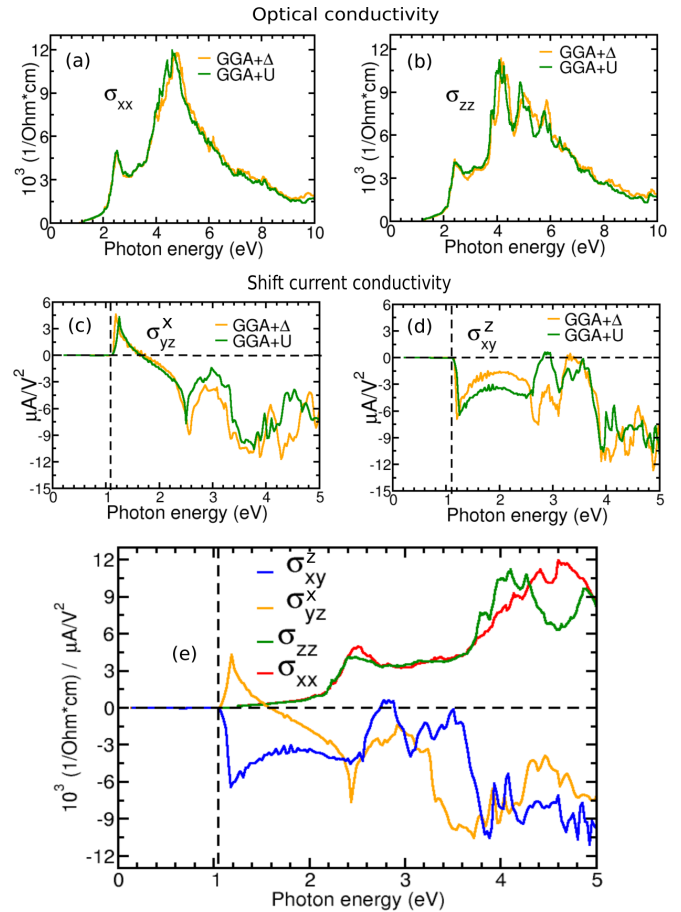 Optical conductivity
(a)
GGA+Δ
GGA+U
σxx
10³ (1/Ohm*cm)
12
9
6
3
0
0 2 4 6 8 10
Photon energy (eV)
(b)
GGA+Δ
GGA+U
σzz
10³ (1/Ohm*cm)
12
9
6
3
0
0 2 4 6 8 10
Photon energy (eV)
Shift current conductivity
(c)
σ^x_yz
GGA+Δ
GGA+U
μA/V²
6
3
0
-3
-6
-9
-12
-15
0 1 2 3 4 5
Photon energy (eV)
(d)
σ^z_xy
GGA+Δ
GGA+U
μA/V²
6
3
0
-3
-6
-9
-12
-15
0 1 2 3 4 5
Photon energy (eV)
(e)
σ^z_xy
σ^x_yz
σzz
σxx
10³ (1/Ohm*cm) / μA/V²
12
9
6
3
0
-3
-6
-9
-12
0 1 2 3 4 5
Photon energy (eV)